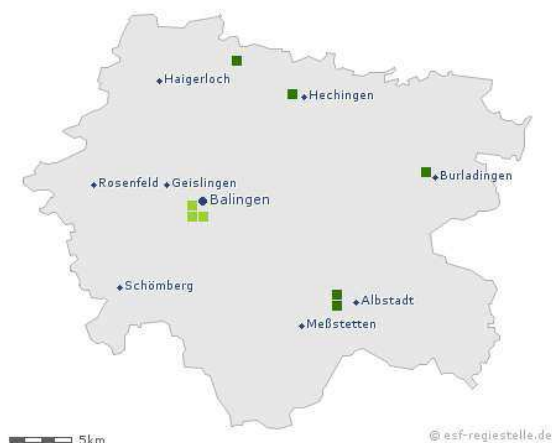 Haigerloch
Hechingen
Burladingen
Rosenfeld
Geislingen
Balingen
Schömberg
Albstadt
Meßstetten
5km
© esf-regiestelle.de